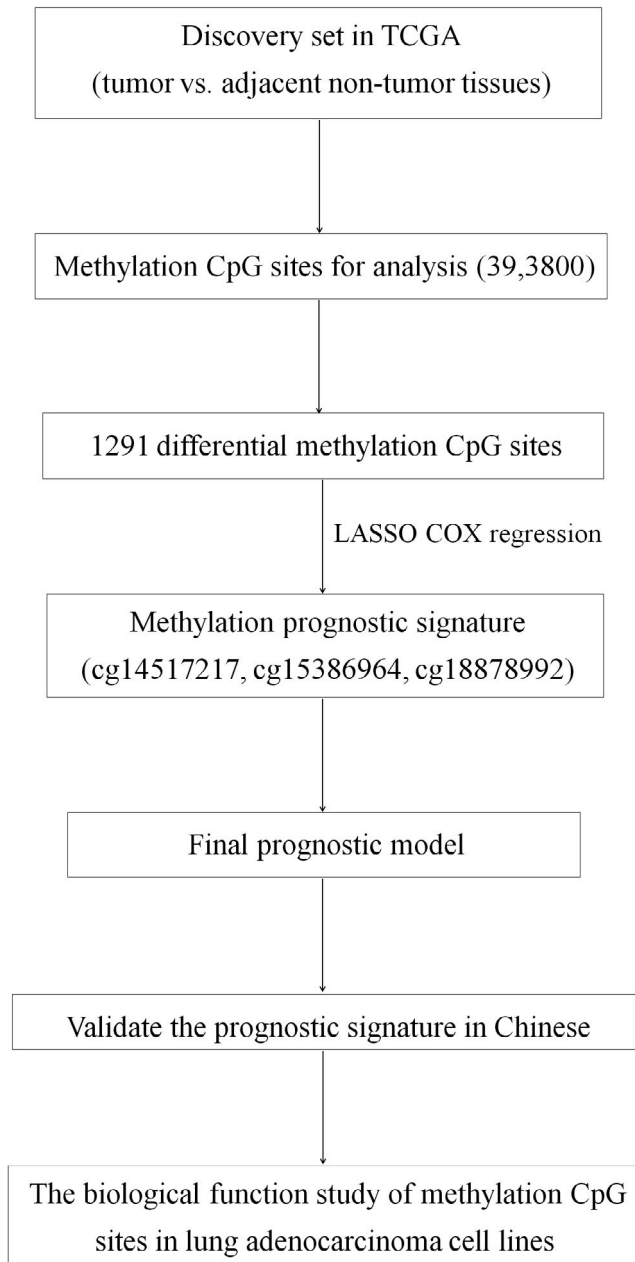 Discovery set in TCGA
(tumor vs. adjacent non-tumor tissues)
Methylation CpG sites for analysis (39,3800)
1291 differential methylation CpG sites
LASSO COX regression
Methylation prognostic signature
(cg14517217, cg15386964, cg18878992)
Final prognostic model
Validate the prognostic signature in Chinese
The biological function study of methylation CpG
sites in lung adenocarcinoma cell lines